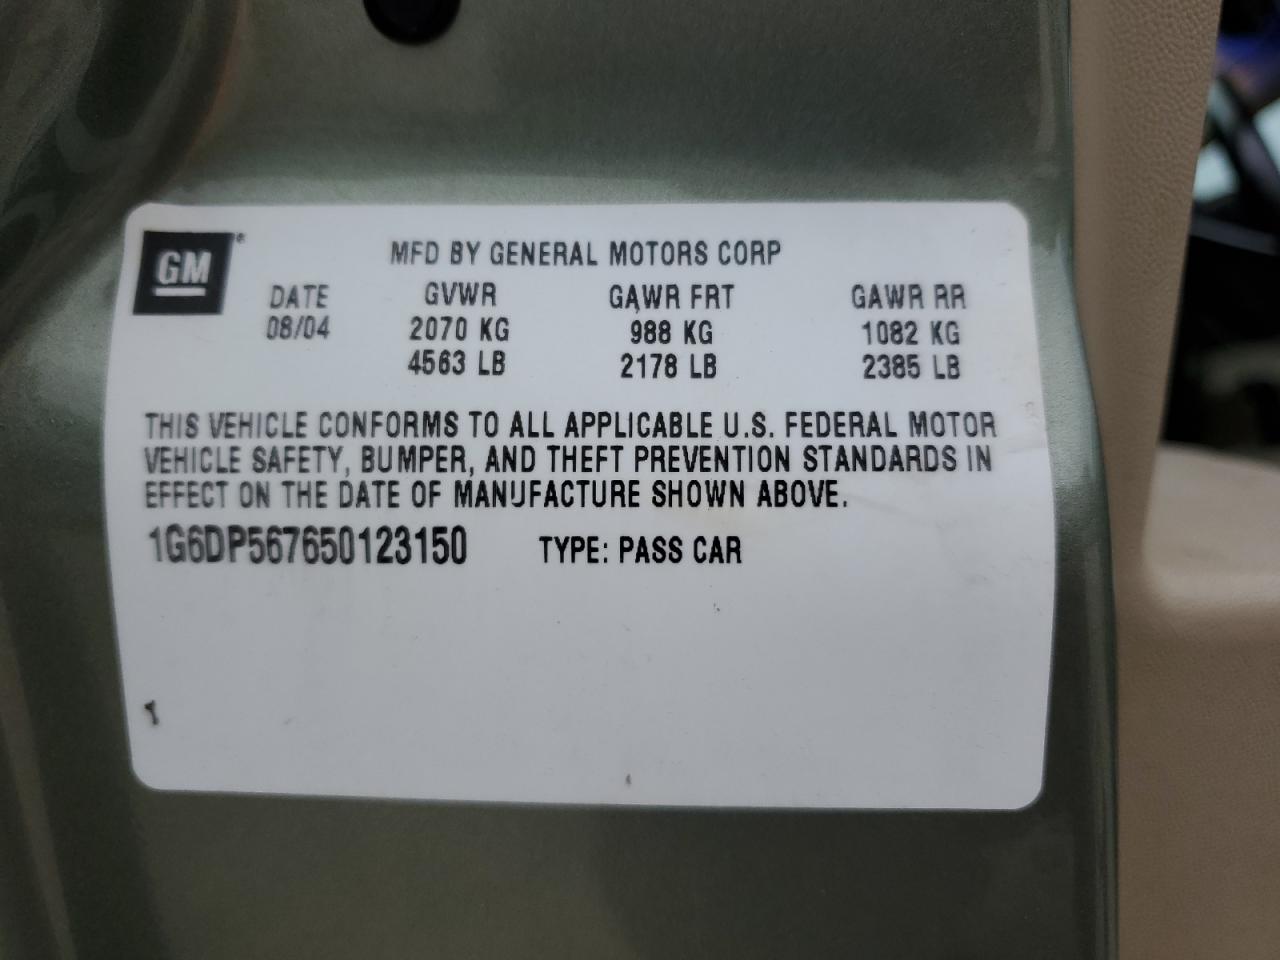 GM®
MFD BY GENERAL MOTORS CORP
DATE GVWR GAWR FRT GAWR RR
08/04 2070 KG 988 KG 1082 KG
4563 LB 2178 LB 2385 LB
THIS VEHICLE CONFORMS TO ALL APPLICABLE U.S. FEDERAL MOTOR
VEHICLE SAFETY, BUMPER, AND THEFT PREVENTION STANDARDS IN
EFFECT ON THE DATE OF MANUFACTURE SHOWN ABOVE.
1G6DP567650123150 TYPE: PASS CAR